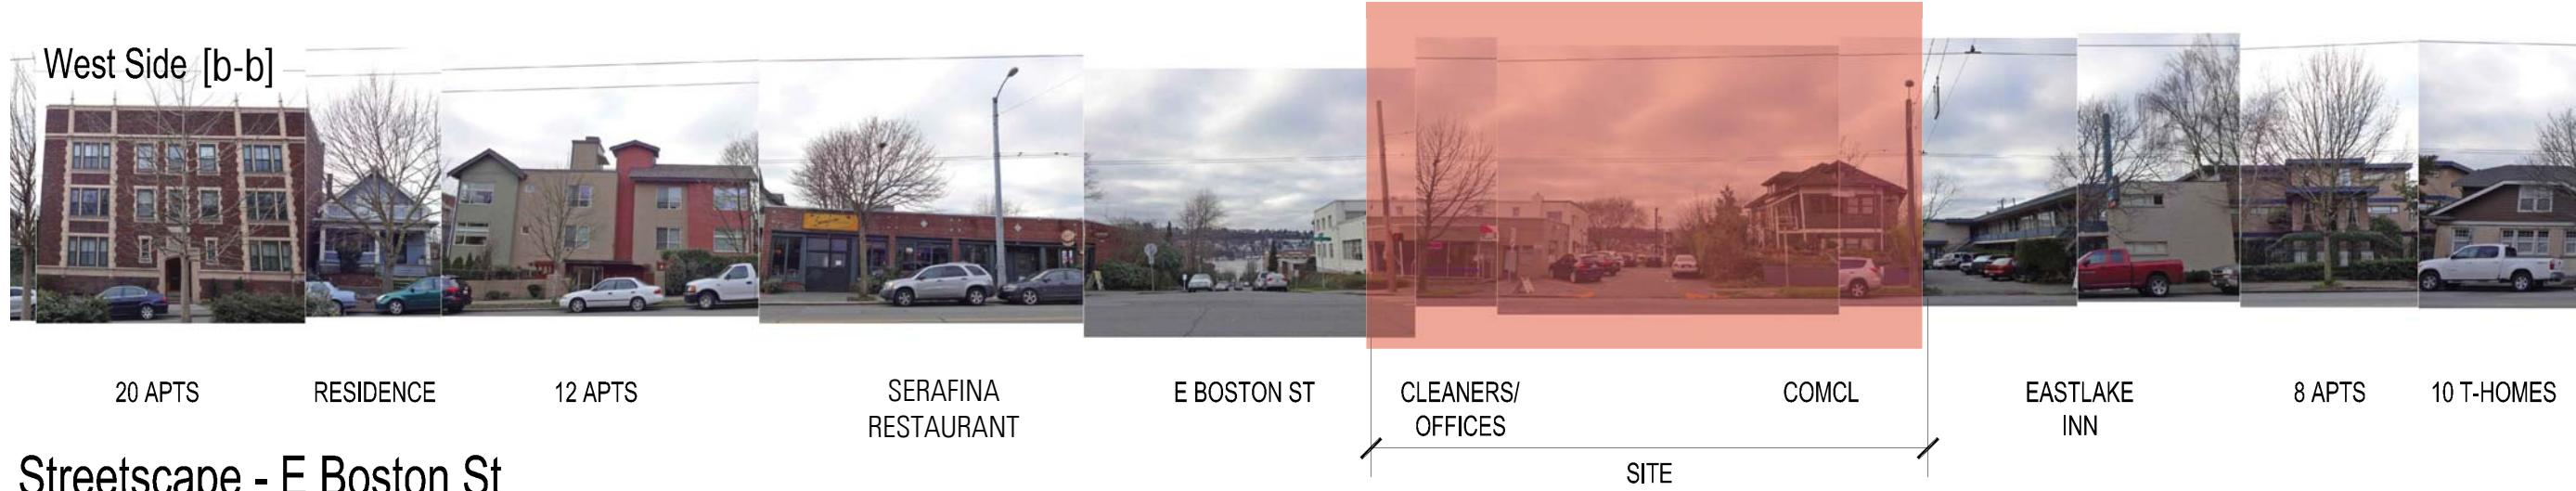 West Side [b-b]
20 APTS
RESIDENCE
12 APTS
SERAFINA
RESTAURANT
E BOSTON ST
CLEANERS/
OFFICES
COMCL
EASTLAKE
INN
8 APTS
10 T-HOMES
SITE
Streetscape - E Boston St